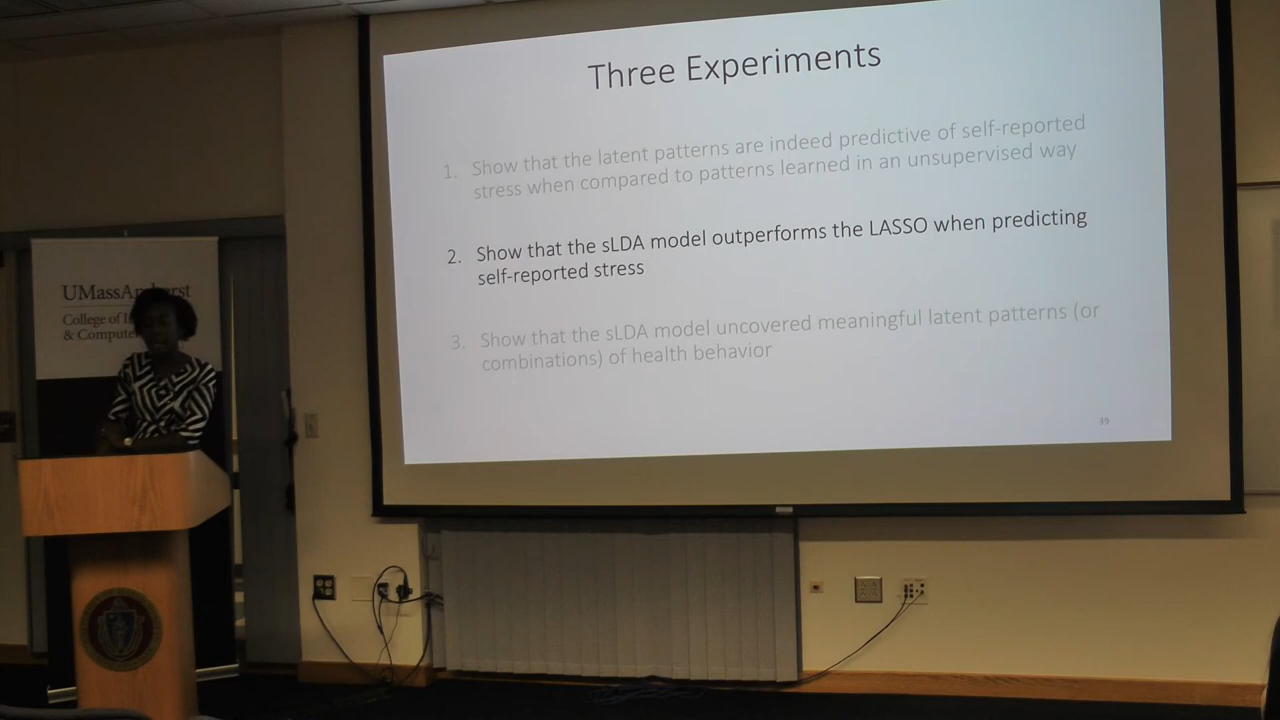 Three Experiments
1. Show that the latent patterns are indeed predictive of self-reported
stress when compared to patterns learned in an unsupervised way
2. Show that the sLDA model outperforms the LASSO when predicting
self-reported stress
3. Show that the sLDA model uncovered meaningful latent patterns (or
combinations) of health behavior
39
UMassAmherst
College of
& Compute